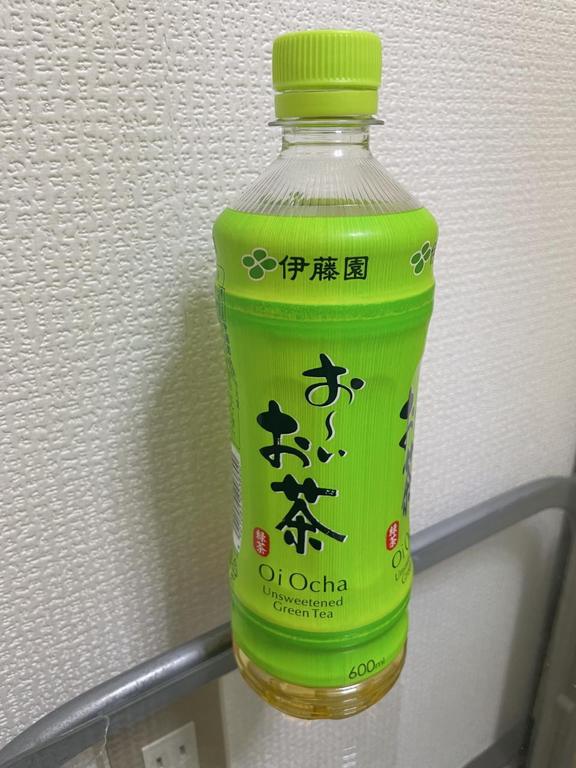 伊藤園
お〜いお茶
緑茶
Oi Ocha
Unsweetened
Green Tea
600ml